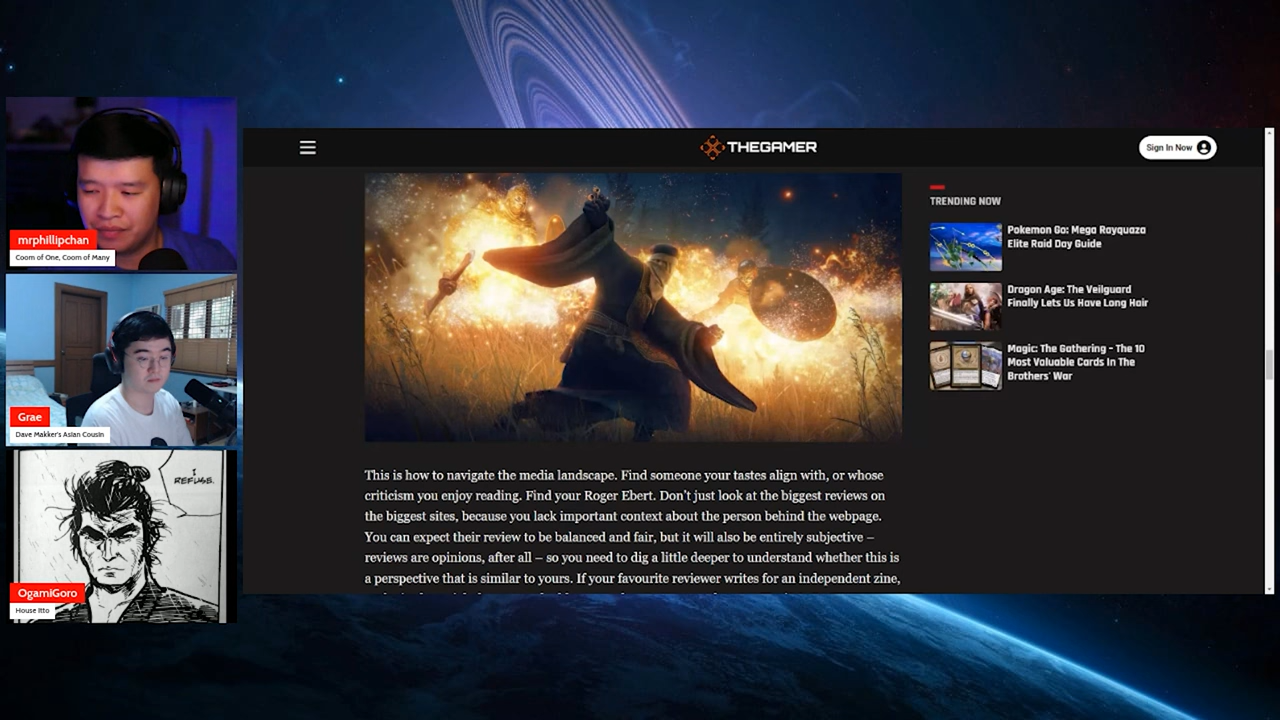 THEGAMER
Sign In Now
mrphillipchan
Coom of One, Coom of Many
Grae
Dave Makker's Asian Cousin
I
REFUSE.
OgamiGoro
House Itto
This is how to navigate the media landscape. Find someone your tastes align with, or whose
criticism you enjoy reading. Find your Roger Ebert. Don't just look at the biggest reviews on
the biggest sites, because you lack important context about the person behind the webpage.
You can expect their review to be balanced and fair, but it will also be entirely subjective –
reviews are opinions, after all – so you need to dig a little deeper to understand whether this is
a perspective that is similar to yours. If your favourite reviewer writes for an independent zine,
TRENDING NOW
Pokemon Go: Mega Rayquaza
Elite Raid Day Guide
Dragon Age: The Veilguard
Finally Lets Us Have Long Hair
Magic: The Gathering - The 10
Most Valuable Cards In The
Brothers' War